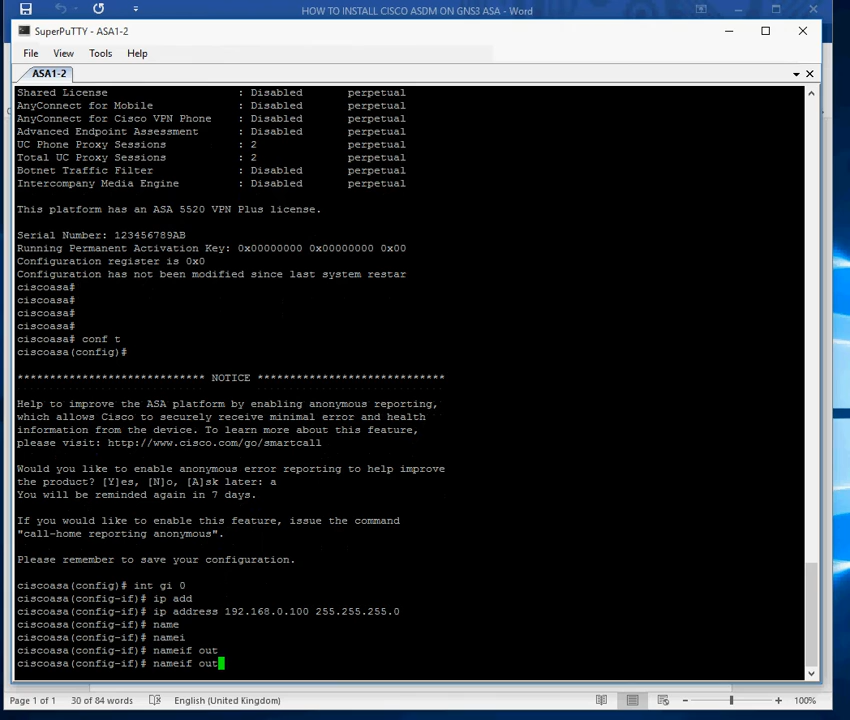 HOW TO INSTALL CISCO ASDM ON GNS3 ASA - Word
SuperPuTTY - ASA1-2
File View Tools Help
ASA1-2
Shared License : Disabled perpetual
AnyConnect for Mobile : Disabled perpetual
AnyConnect for Cisco VPN Phone : Disabled perpetual
Advanced Endpoint Assessment : Disabled perpetual
UC Phone Proxy Sessions : 2 perpetual
Total UC Proxy Sessions : 2 perpetual
Botnet Traffic Filter : Disabled perpetual
Intercompany Media Engine : Disabled perpetual
This platform has an ASA 5520 VPN Plus license.
Serial Number: 123456789AB
Running Permanent Activation Key: 0x00000000 0x00000000 0x00
Configuration register is 0x0
Configuration has not been modified since last system restar
ciscoasa#
ciscoasa#
ciscoasa#
ciscoasa#
ciscoasa# conf t
ciscoasa(config)#
***************************** NOTICE *****************************
Help to improve the ASA platform by enabling anonymous reporting,
which allows Cisco to securely receive minimal error and health
information from the device. To learn more about this feature,
please visit: http://www.cisco.com/go/smartcall
Would you like to enable anonymous error reporting to help improve
the product? [Y]es, [N]o, [A]sk later: a
You will be reminded again in 7 days.
If you would like to enable this feature, issue the command
"call-home reporting anonymous".
Please remember to save your configuration.
ciscoasa(config)# int gi 0
ciscoasa(config-if)# ip add
ciscoasa(config-if)# ip address 192.168.0.100 255.255.255.0
ciscoasa(config-if)# name
ciscoasa(config-if)# namei
ciscoasa(config-if)# nameif out
ciscoasa(config-if)# nameif out
Page 1 of 1 30 of 84 words English (United Kingdom) 100%